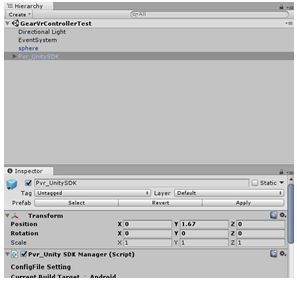 Hierarchy
Create
All
GearVrControllerTest
Directional Light
EventSystem
sphere
Pvr_UnitySDK
Inspector
Pvr_UnitySDK Static
Tag Untagged Layer Default
Prefab Select Revert Apply
Transform
Position X 0 Y 1.67 Z 0
Rotation X 0 Y 0 Z 0
Scale X 1 Y 1 Z 1
Pvr_Unity SDK Manager (Script)
ConfigFile Setting
Current Build Target : Android